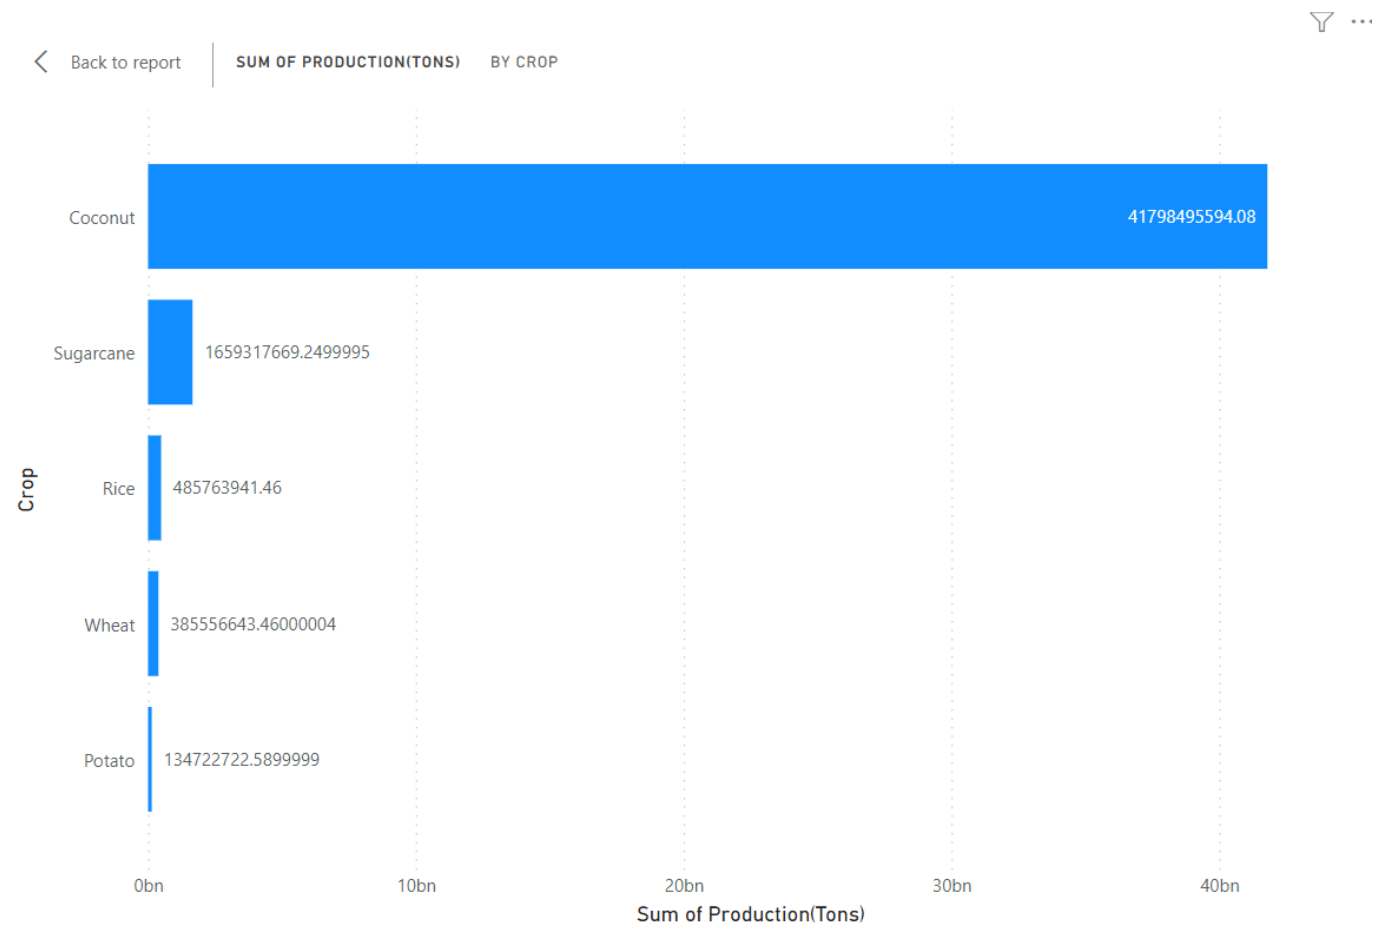 Back to report
SUM OF PRODUCTION(TONS) BY CROP
Coconut 41798495594.08
Sugarcane 1659317669.2499995
Rice 485763941.46
Crop
Wheat 385556643.46000004
Potato 134722722.5899999
0bn 10bn 20bn 30bn 40bn
Sum of Production(Tons)